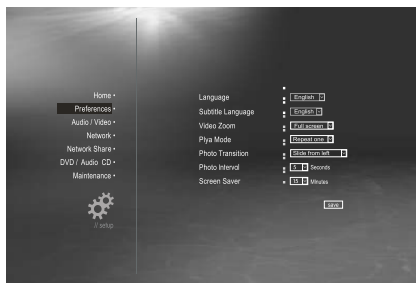 Home
Preferences
Audio / Video
Network
Network Share
DVD / Audio CD
Maintenance
// setup
Language English
Subtitle Language English
Video Zoom Full screen
Plya Mode Repeat one
Photo Transition Slide from left
Photo Interval 5 Seconds
Screen Saver 15 Minutes
save